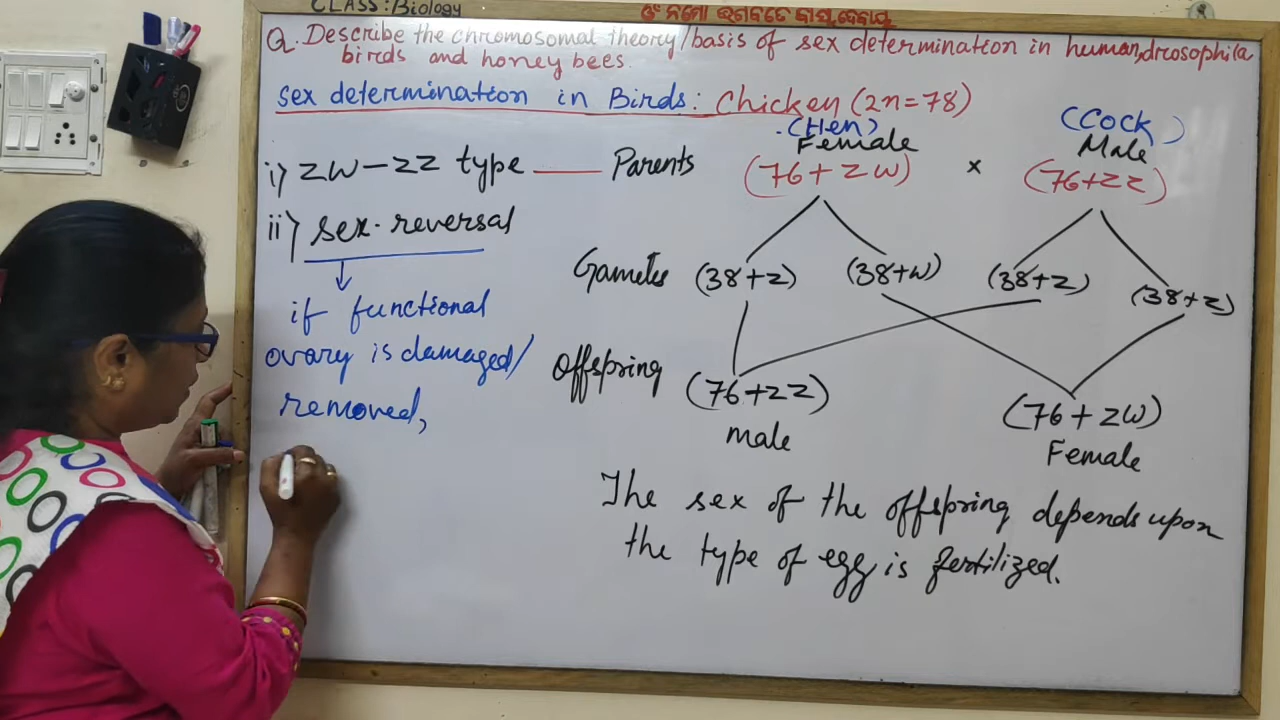 CLASS: Biology
ଓଁ ନମୋ ଭଗବତେ ବାସୁଦେବାୟ
Q. Describe the chromosomal theory/basis of sex determination in human, drosophila
birds and honey bees.
sex determination in Birds: Chicken (2n=78)
(Hen)
Female
(Cock)
Male
i) ZW-ZZ type — Parents (76+ZW) × (76+ZZ)
ii) sex-reversal
Gametes (38+Z) (38+W) (38+Z) (38+Z)
if functional
ovary is damaged/
removed,
Offspring (76+ZZ) (76+ZW)
male Female
The sex of the offspring depends upon
the type of egg is fertilized.